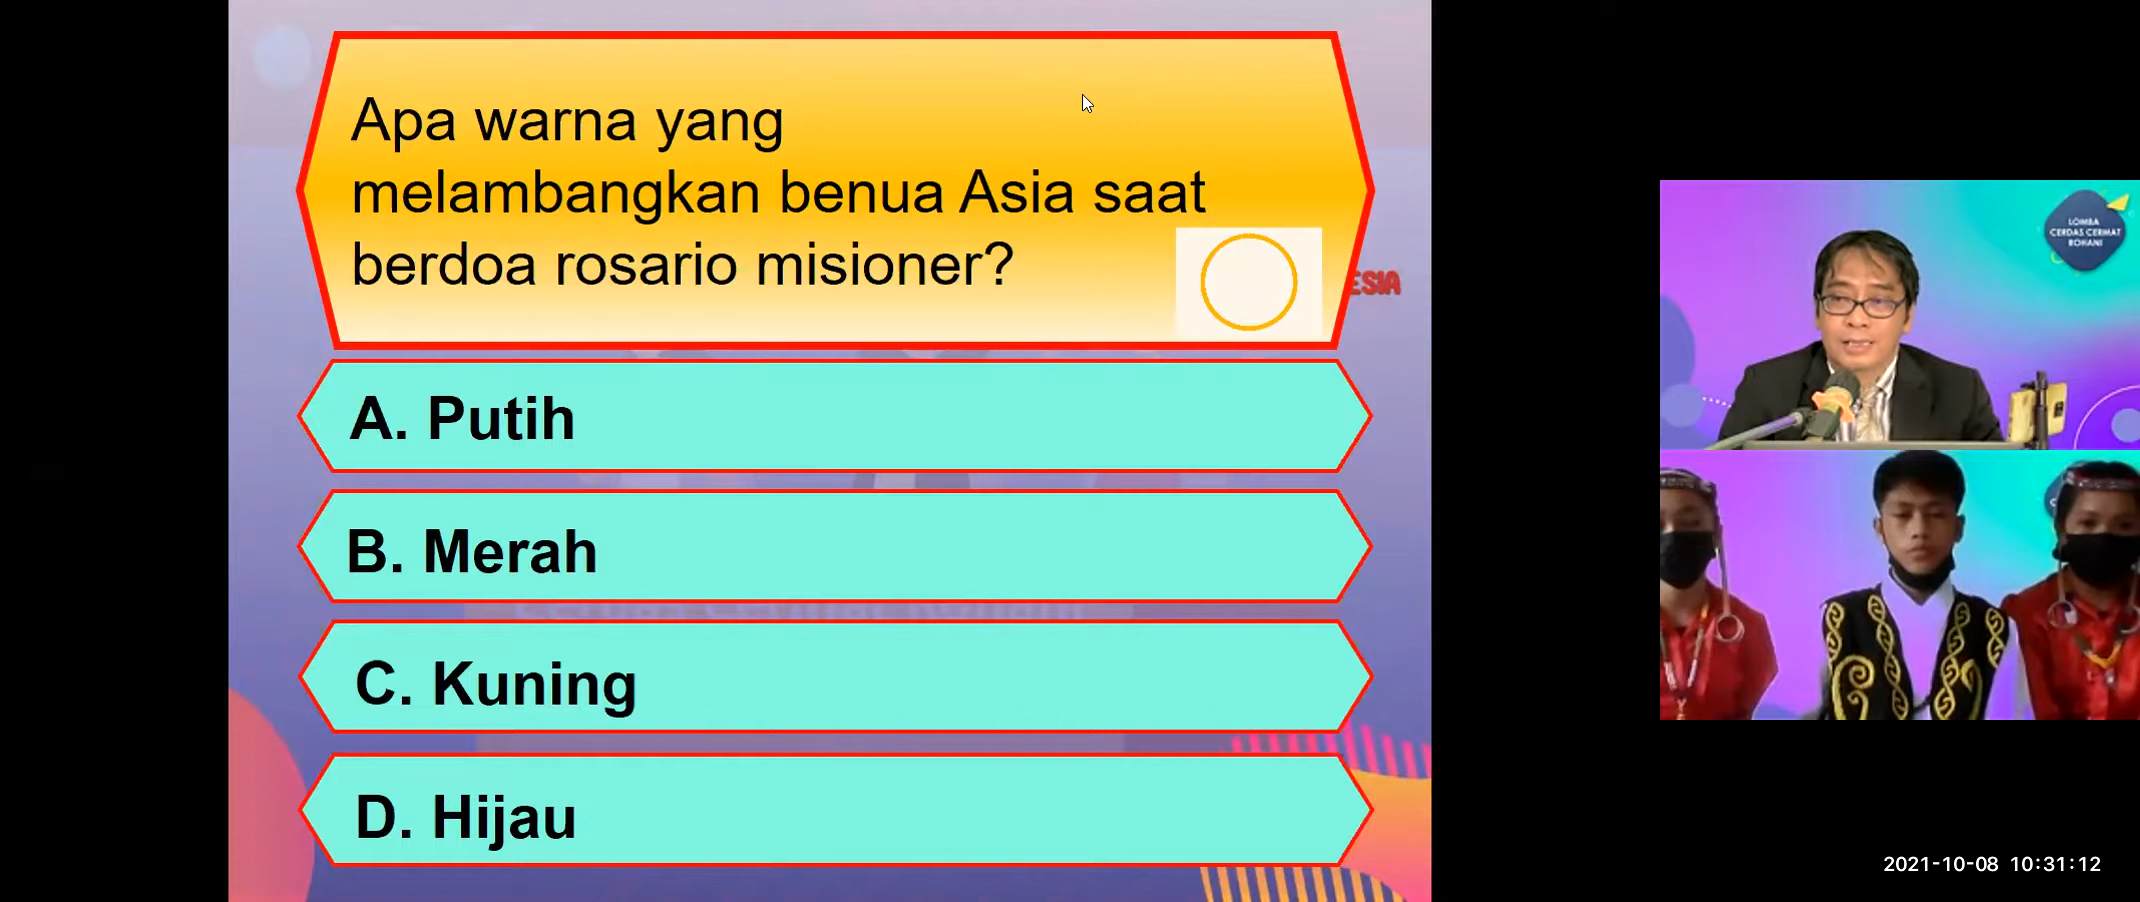 Apa warna yang
melambangkan benua Asia saat
berdoa rosario misioner?
ESIA
A. Putih
B. Merah
C. Kuning
D. Hijau
LOMBA
CERDAS CERMAT
ROHANI
2021-10-08 10:31:12